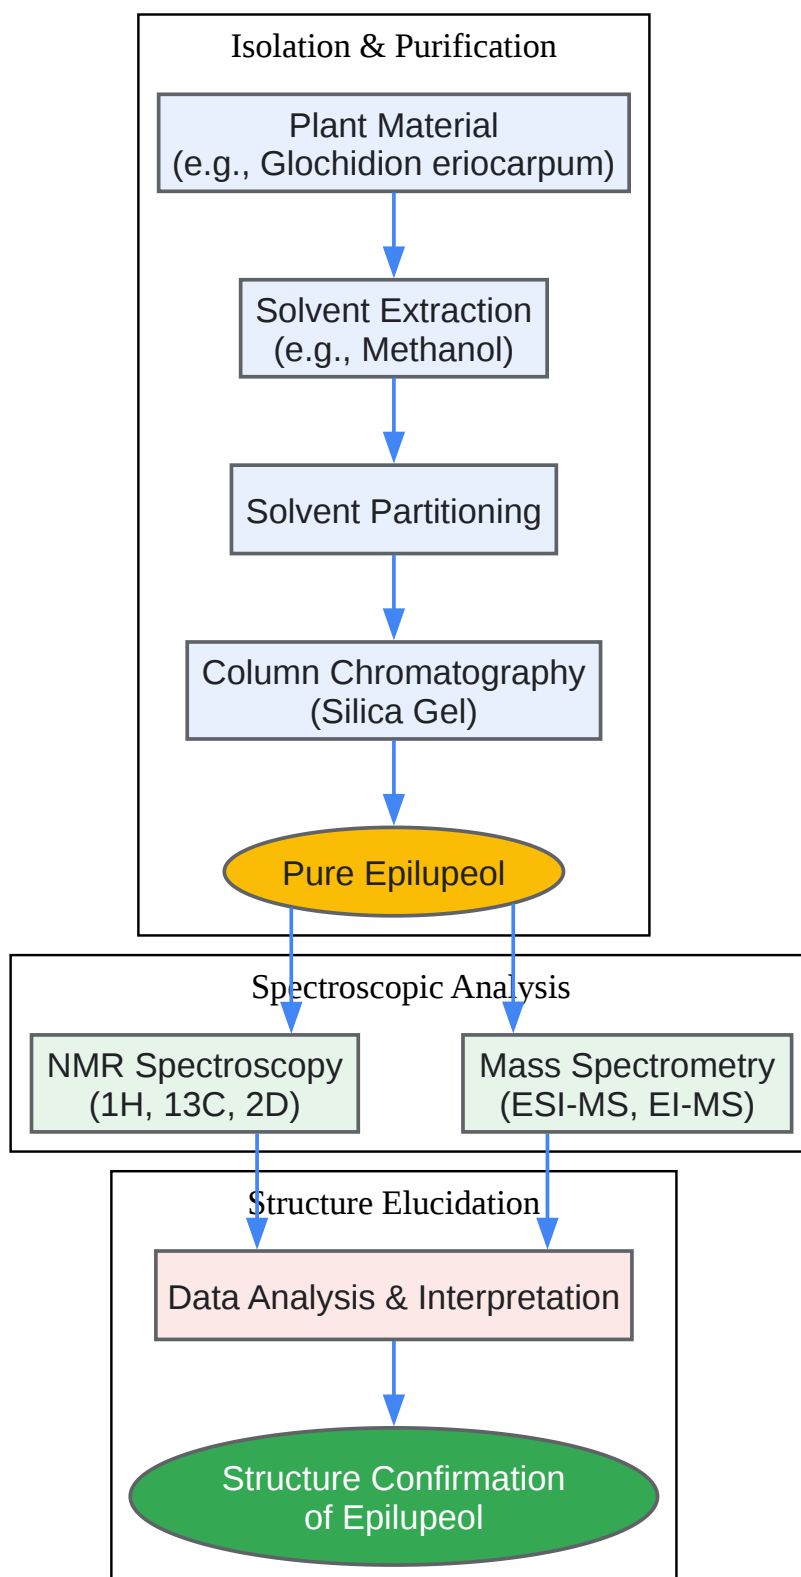 Isolation & Purification
Plant Material
(e.g., Glochidion eriocarpum)
Solvent Extraction
(e.g., Methanol)
Solvent Partitioning
Column Chromatography
(Silica Gel)
Pure Epilupeol
Spectroscopic Analysis
NMR Spectroscopy
(1H, 13C, 2D)
Mass Spectrometry
(ESI-MS, EI-MS)
Structure Elucidation
Data Analysis & Interpretation
Structure Confirmation
of Epilupeol